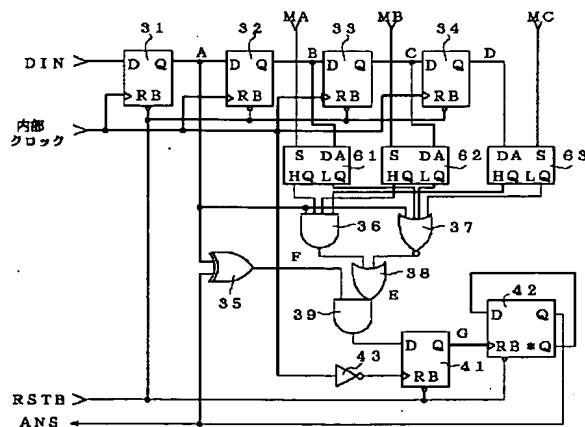 31 32 MA 33 MB 34 MC
DIN D Q A D Q B D Q C D Q D
RB RB RB RB
内部
クロック
S DA 61 S DA 62 DA S 63
HQ LQ HQ LQ HQ LQ
36 37
F 38
35 E
39
42
D Q
D Q G RB *Q
43 RB 41
RSTB
ANS